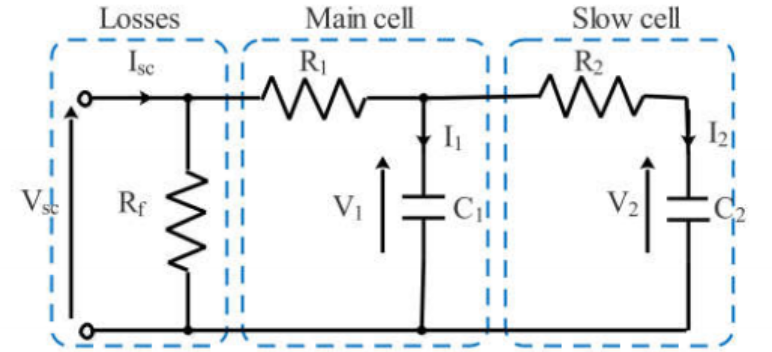 Losses
Main cell
Slow cell
Isc
R1
R2
I1
I2
Vsc
Rf
V1
C1
V2
C2